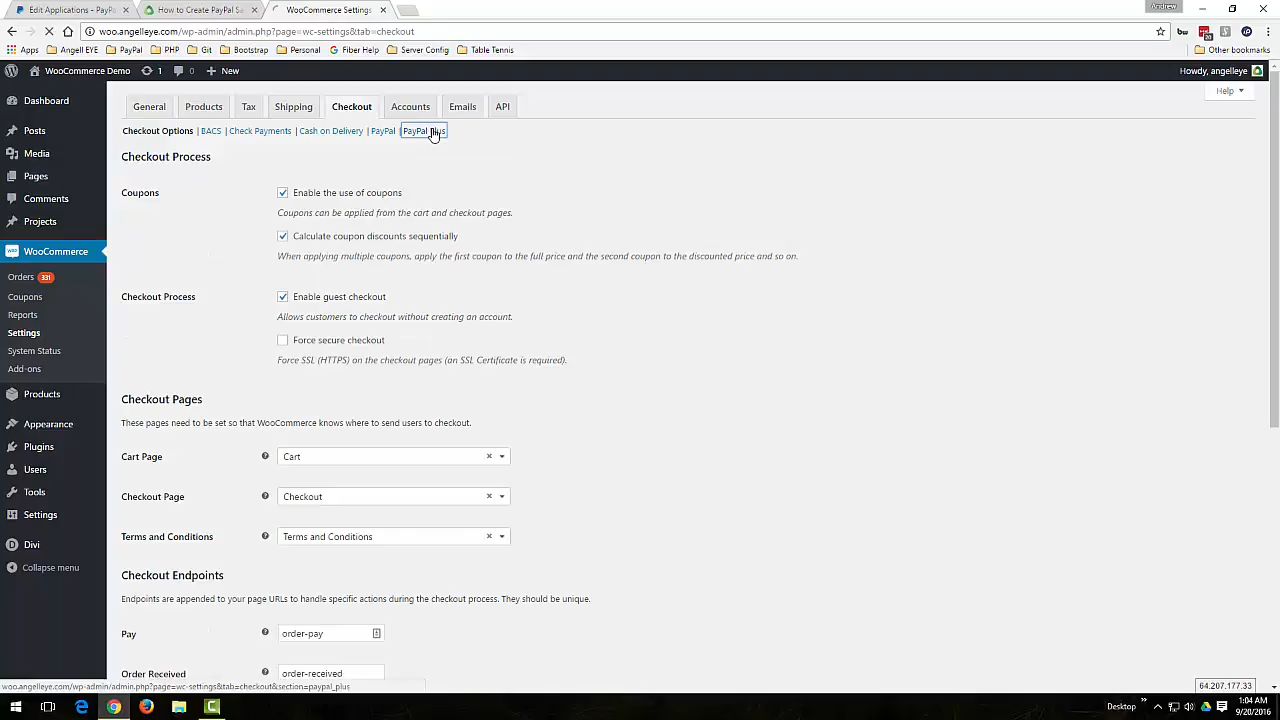 Edit Applications - PayP
How to Create PayPal Sa
WooCommerce Settings
Andrew
woo.angelleye.com/wp-admin/admin.php?page=wc-settings&tab=checkout
Apps Angell EYE PayPal PHP Git Bootstrap Personal Fiber Help Server Config Table Tennis Other bookmarks
WooCommerce Demo 1 0 New Howdy, angelleye
Help
Dashboard
Posts
Media
Pages
Comments
Projects
WooCommerce
Orders 331
Coupons
Reports
Settings
System Status
Add-ons
Products
Appearance
Plugins
Users
Tools
Settings
Divi
Collapse menu
General Products Tax Shipping Checkout Accounts Emails API
Checkout Options | BACS | Check Payments | Cash on Delivery | PayPal | PayPal Plus
Checkout Process
Coupons
Enable the use of coupons
Coupons can be applied from the cart and checkout pages.
Calculate coupon discounts sequentially
When applying multiple coupons, apply the first coupon to the full price and the second coupon to the discounted price and so on.
Checkout Process
Enable guest checkout
Allows customers to checkout without creating an account.
Force secure checkout
Force SSL (HTTPS) on the checkout pages (an SSL Certificate is required).
Checkout Pages
These pages need to be set so that WooCommerce knows where to send users to checkout.
Cart Page Cart
Checkout Page Checkout
Terms and Conditions Terms and Conditions
Checkout Endpoints
Endpoints are appended to your page URLs to handle specific actions during the checkout process. They should be unique.
Pay order-pay
Order Received order-received
woo.angelleye.com/wp-admin/admin.php?page=wc-settings&tab=checkout&section=paypal_plus
64.207.177.33
Desktop
1:04 AM
9/20/2016